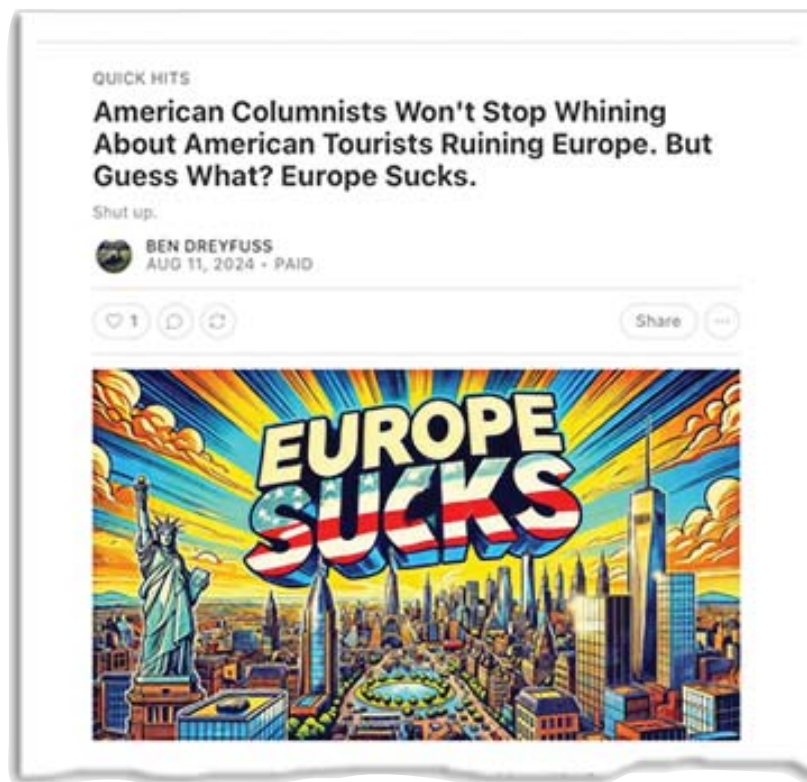 QUICK HITS
American Columnists Won't Stop Whining
About American Tourists Ruining Europe. But
Guess What? Europe Sucks.
Shut up.
BEN DREYFUSS
AUG 11, 2024 • PAID
1
Share
EUROPE
SUCKS